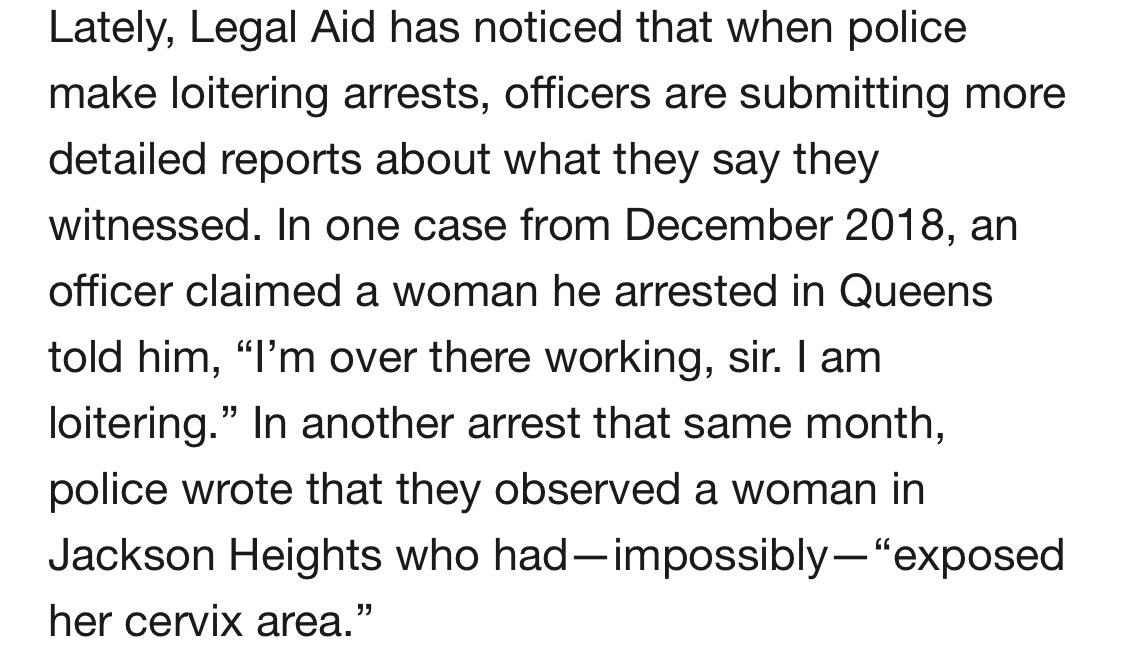 Lately, Legal Aid has noticed that when police
make loitering arrests, officers are submitting more
detailed reports about what they say they
witnessed. In one case from December 2018, an
officer claimed a woman he arrested in Queens
told him, “I’m over there working, sir. I am
loitering.” In another arrest that same month,
police wrote that they observed a woman in
Jackson Heights who had—impossibly—“exposed
her cervix area.”